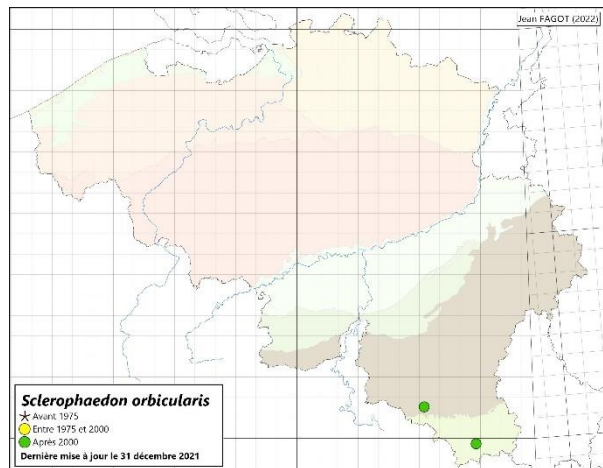 Jean FAGOT (2022)
Sclerophaedon orbicularis
Avant 1975
Entre 1975 et 2000
Après 2000
Dernière mise à jour le 31 décembre 2021